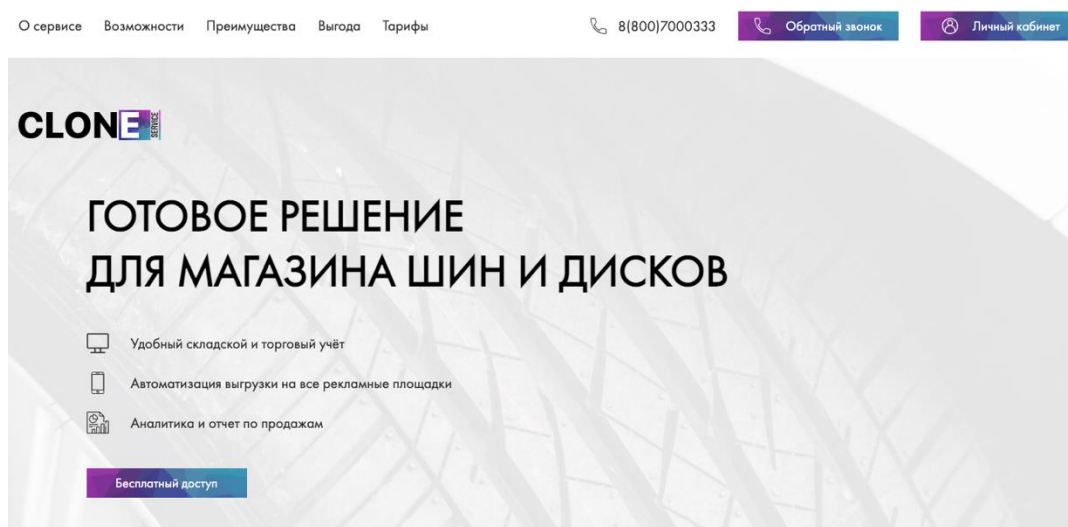 О сервисе Возможности Преимущества Выгода Тарифы 8(800)7000333 Обратный звонок Личный кабинет
CLONE SERVICE
ГОТОВОЕ РЕШЕНИЕ
ДЛЯ МАГАЗИНА ШИН И ДИСКОВ
Удобный складской и торговый учёт
Автоматизация выгрузки на все рекламные площадки
Аналитика и отчет по продажам
Бесплатный доступ